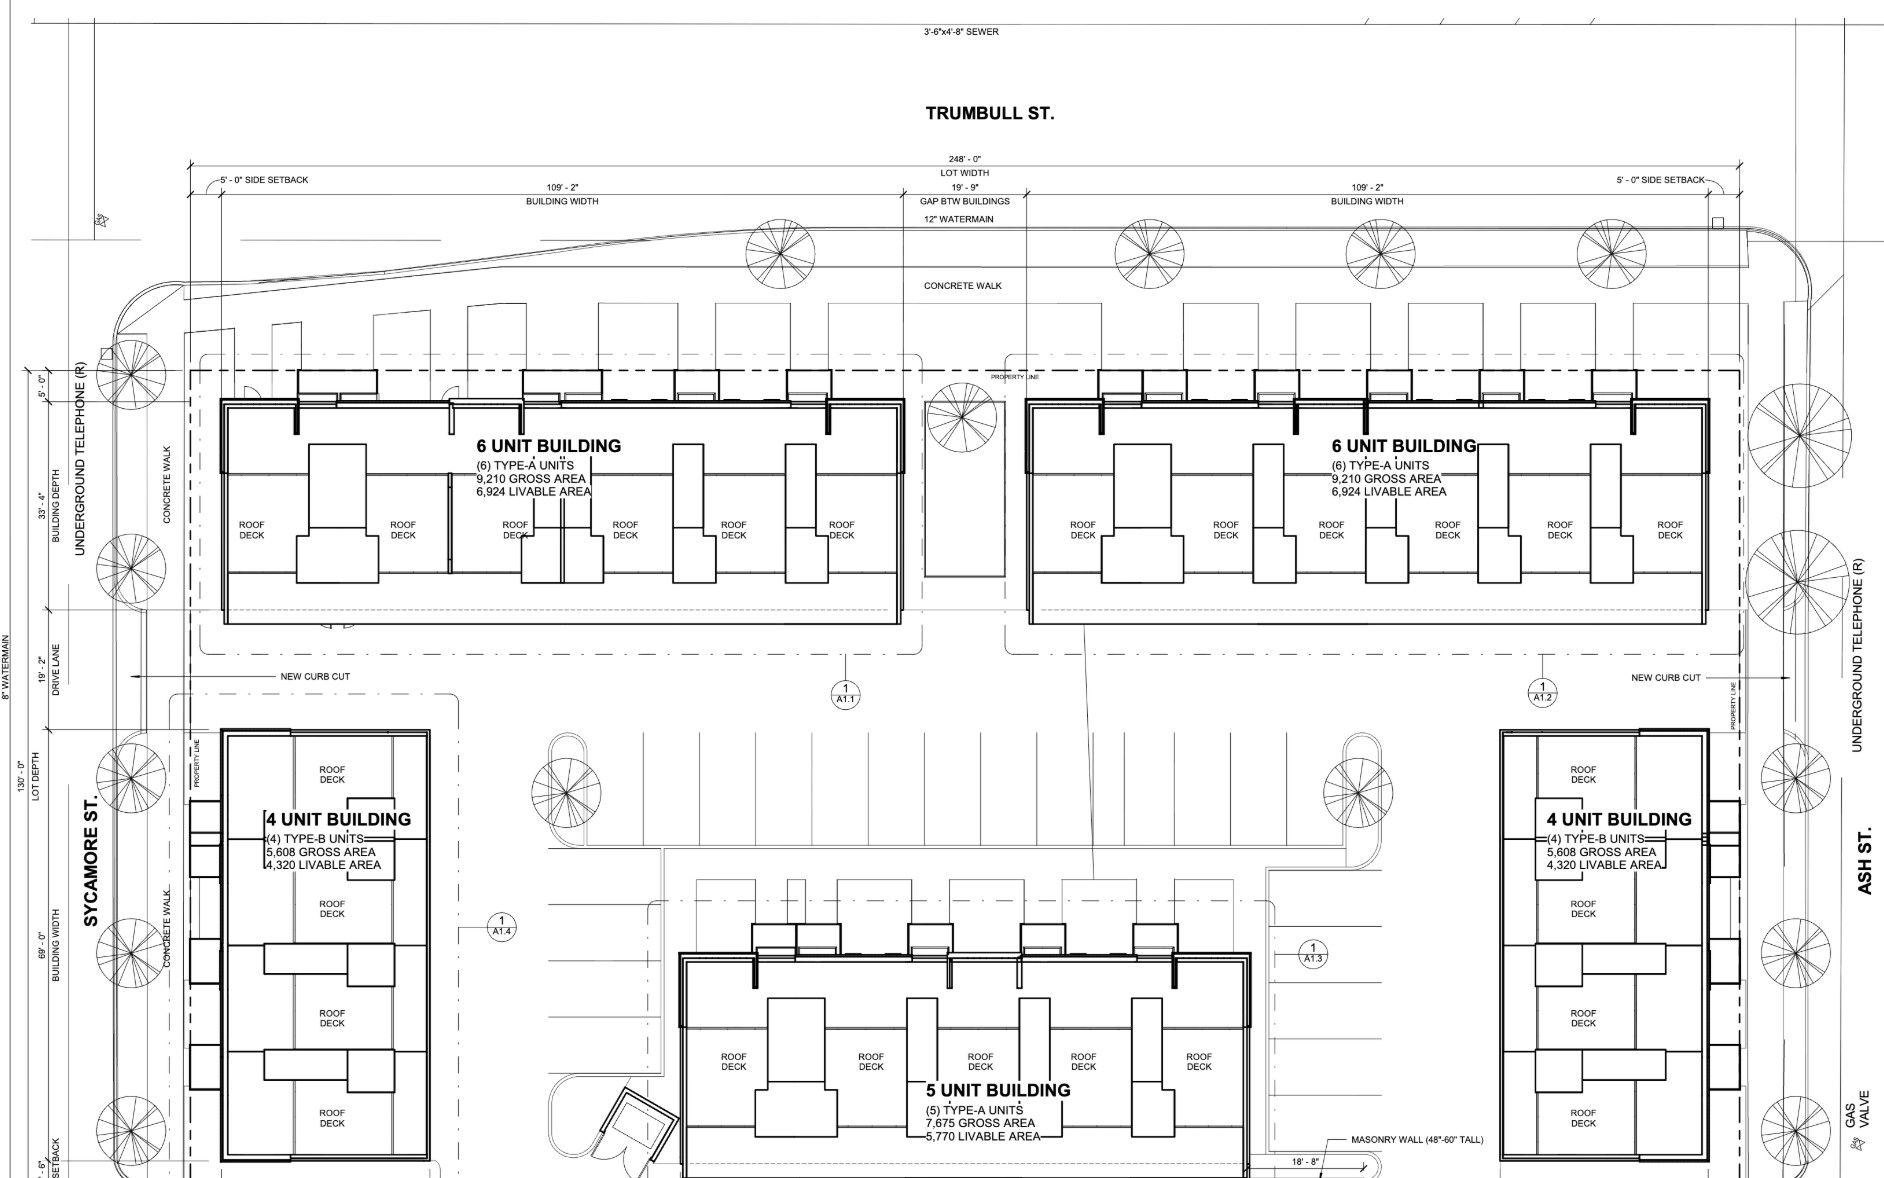 3'-6"x4'-8" SEWER
TRUMBULL ST.
248' - 0"
LOT WIDTH
5' - 0" SIDE SETBACK
109' - 2"
BUILDING WIDTH
19' - 9"
GAP BTW BUILDINGS
109' - 2"
BUILDING WIDTH
5' - 0" SIDE SETBACK
12" WATERMAIN
GAS
CONCRETE WALK
PROPERTY LINE
5' - 0"
UNDERGROUND TELEPHONE (R)
CONCRETE WALK
33' - 4"
BUILDING DEPTH
6 UNIT BUILDING
(6) TYPE-A UNITS
9,210 GROSS AREA
6,924 LIVABLE AREA
ROOF
DECK
ROOF
DECK
ROOF
DECK
ROOF
DECK
ROOF
DECK
ROOF
DECK
6 UNIT BUILDING
(6) TYPE-A UNITS
9,210 GROSS AREA
6,924 LIVABLE AREA
ROOF
DECK
ROOF
DECK
ROOF
DECK
ROOF
DECK
ROOF
DECK
ROOF
DECK
UNDERGROUND TELEPHONE (R)
8" WATERMAIN
19' - 2"
DRIVE LANE
NEW CURB CUT
1
A1.1
1
A1.2
NEW CURB CUT
PROPERTY LINE
PROPERTY LINE
130' - 0"
LOT DEPTH
SYCAMORE ST.
CONCRETE WALK
69' - 0"
BUILDING WIDTH
ROOF
DECK
4 UNIT BUILDING
(4) TYPE-B UNITS
5,608 GROSS AREA
4,320 LIVABLE AREA
ROOF
DECK
ROOF
DECK
ROOF
DECK
1
A1.4
1
A1.3
ROOF
DECK
4 UNIT BUILDING
(4) TYPE-B UNITS
5,608 GROSS AREA
4,320 LIVABLE AREA
ROOF
DECK
ROOF
DECK
ROOF
DECK
ASH ST.
ROOF
DECK
ROOF
DECK
ROOF
DECK
ROOF
DECK
ROOF
DECK
5 UNIT BUILDING
(5) TYPE-A UNITS
7,675 GROSS AREA
5,770 LIVABLE AREA
MASONRY WALL (48"-60" TALL)
18' - 8"
GAS
VALVE
GAS
SETBACK